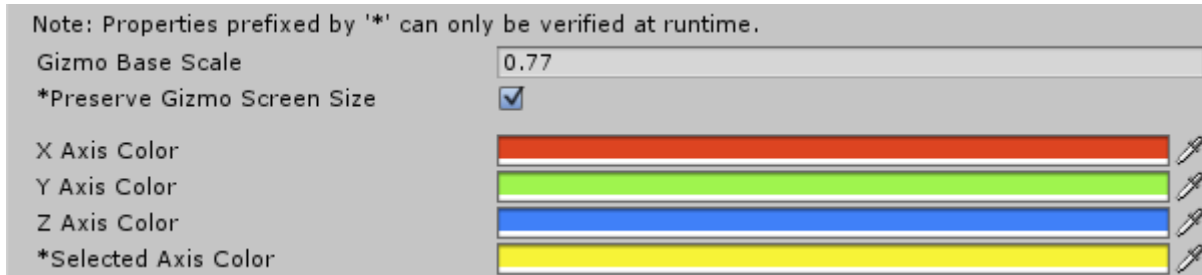 Note: Properties prefixed by '*' can only be verified at runtime.
Gizmo Base Scale 0.77
*Preserve Gizmo Screen Size
X Axis Color
Y Axis Color
Z Axis Color
*Selected Axis Color